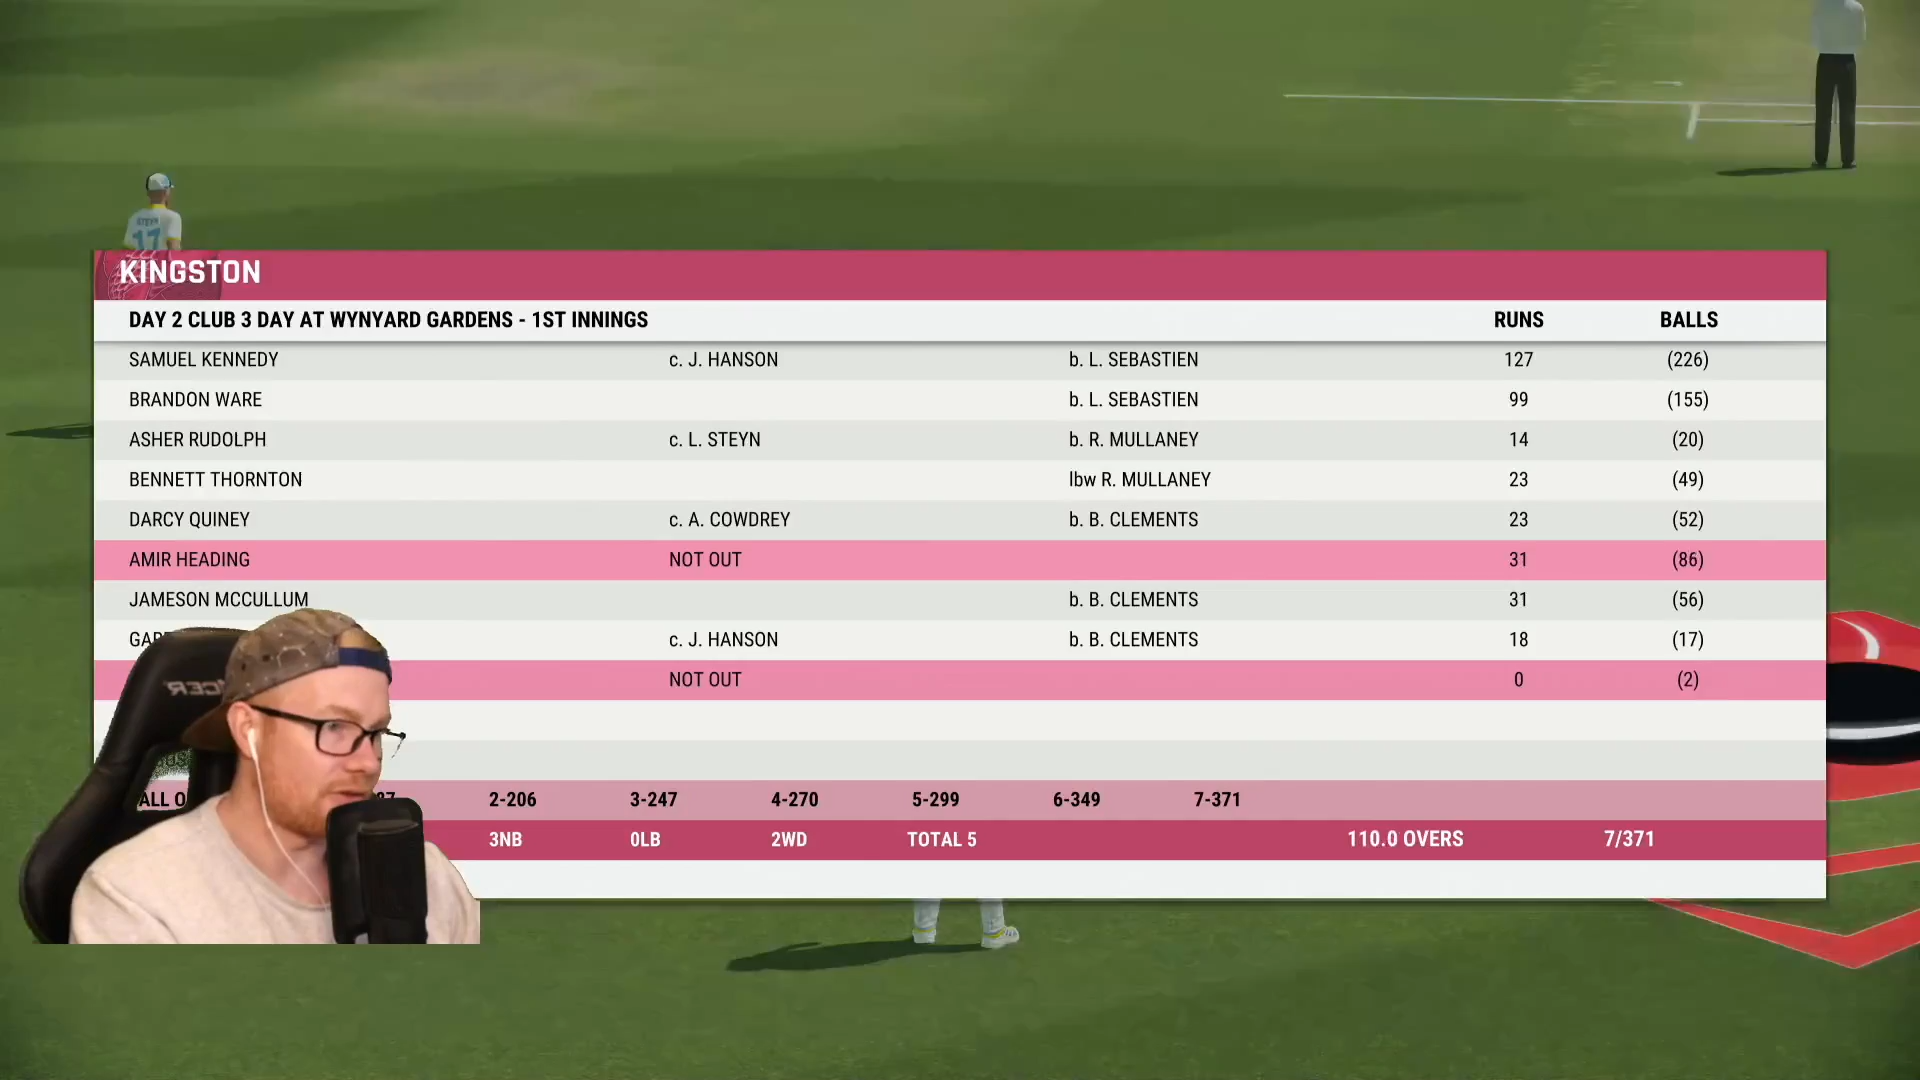 STEYN
17
KINGSTON
DAY 2 CLUB 3 DAY AT WYNYARD GARDENS - 1ST INNINGS RUNS BALLS
SAMUEL KENNEDY c. J. HANSON b. L. SEBASTIEN 127 (226)
BRANDON WARE b. L. SEBASTIEN 99 (155)
ASHER RUDOLPH c. L. STEYN b. R. MULLANEY 14 (20)
BENNETT THORNTON lbw R. MULLANEY 23 (49)
DARCY QUINEY c. A. COWDREY b. B. CLEMENTS 23 (52)
AMIR HEADING NOT OUT 31 (86)
JAMESON MCCULLUM b. B. CLEMENTS 31 (56)
c. J. HANSON b. B. CLEMENTS 18 (17)
NOT OUT 0 (2)
2-206 3-247 4-270 5-299 6-349 7-371
3NB 0LB 2WD TOTAL 5 110.0 OVERS 7/371